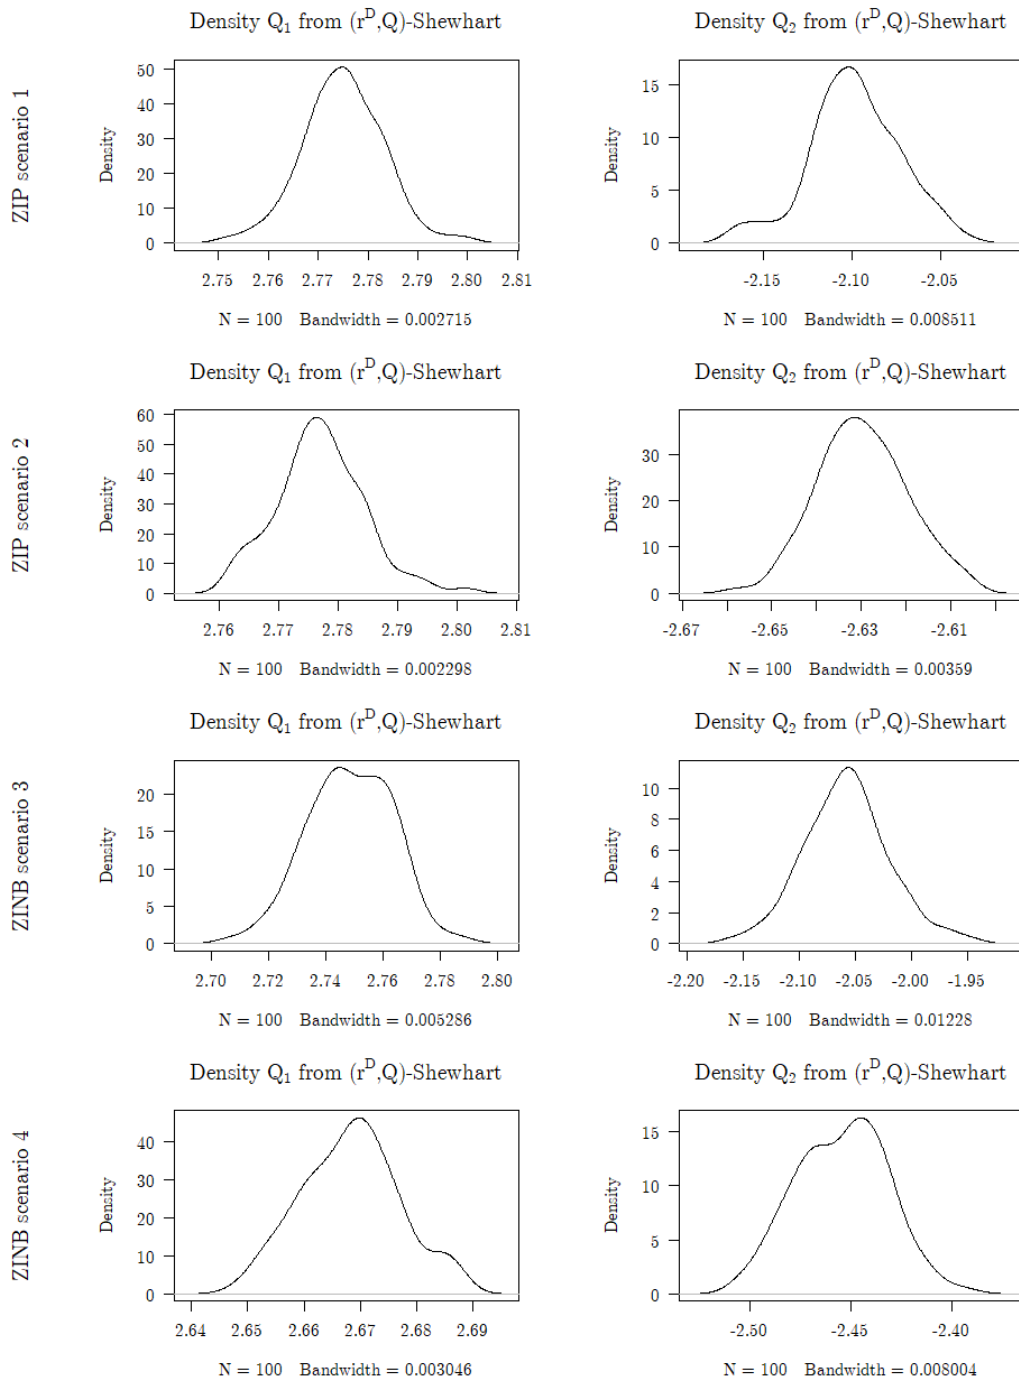 Density Q₁ from (rᴰ,Q)-Shewhart
Density Q₂ from (rᴰ,Q)-Shewhart
ZIP scenario 1
Density
50
40
30
20
10
0
2.75 2.76 2.77 2.78 2.79 2.80 2.81
N = 100 Bandwidth = 0.002715
Density
15
10
5
0
-2.15 -2.10 -2.05
N = 100 Bandwidth = 0.008511
Density Q₁ from (rᴰ,Q)-Shewhart
Density Q₂ from (rᴰ,Q)-Shewhart
ZIP scenario 2
Density
60
50
40
30
20
10
0
2.76 2.77 2.78 2.79 2.80 2.81
N = 100 Bandwidth = 0.002298
Density
30
20
10
0
-2.67 -2.65 -2.63 -2.61
N = 100 Bandwidth = 0.00359
Density Q₁ from (rᴰ,Q)-Shewhart
Density Q₂ from (rᴰ,Q)-Shewhart
ZINB scenario 3
Density
20
15
10
5
0
2.70 2.72 2.74 2.76 2.78 2.80
N = 100 Bandwidth = 0.005286
Density
10
8
6
4
2
0
-2.20 -2.15 -2.10 -2.05 -2.00 -1.95
N = 100 Bandwidth = 0.01228
Density Q₁ from (rᴰ,Q)-Shewhart
Density Q₂ from (rᴰ,Q)-Shewhart
ZINB scenario 4
Density
40
30
20
10
0
2.64 2.65 2.66 2.67 2.68 2.69
N = 100 Bandwidth = 0.003046
Density
15
10
5
0
-2.50 -2.45 -2.40
N = 100 Bandwidth = 0.008004